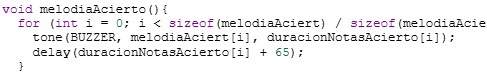 void melodiaAcierto(){
  for (int i = 0; i < sizeof(melodiaAciert) / sizeof(melodiaAcie
    tone(BUZZER, melodiaAciert[i], duracionNotasAcierto[i]);
    delay(duracionNotasAcierto[i] + 65);
  }